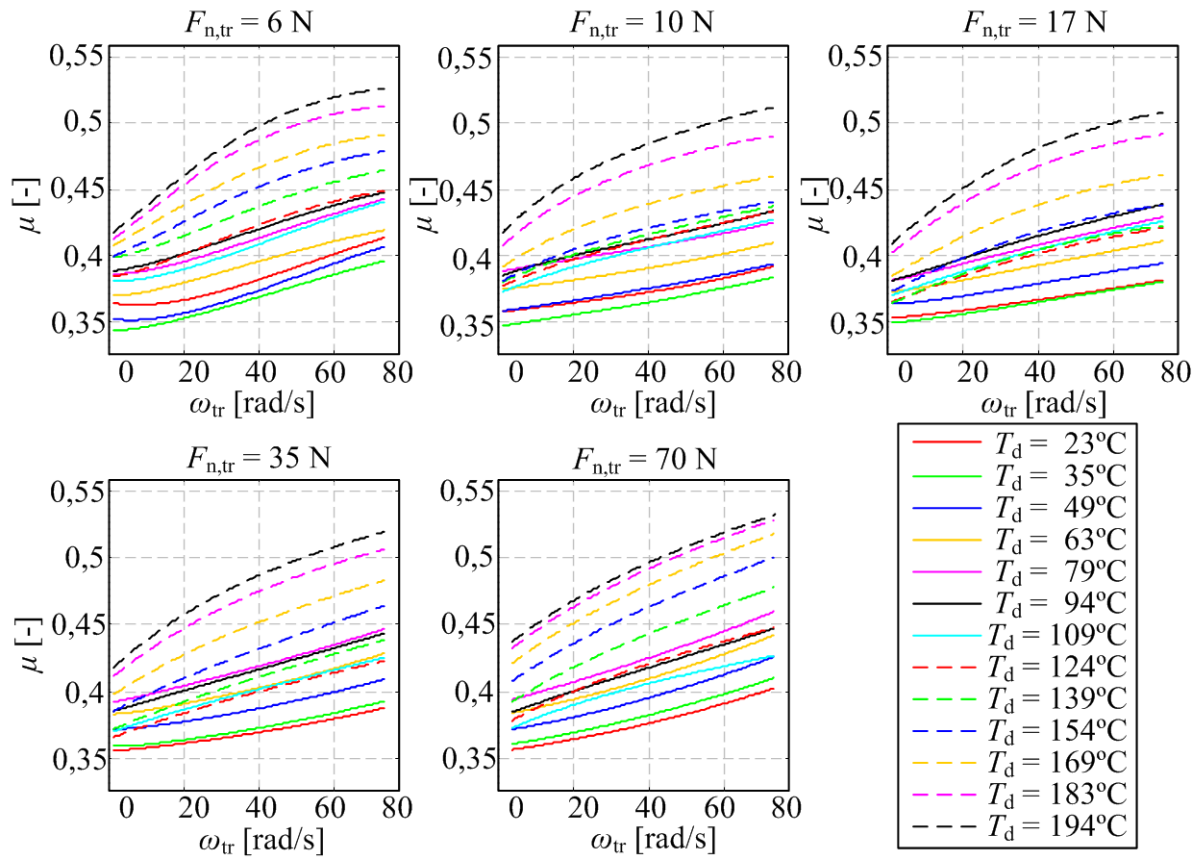 F_n,tr = 6 N
F_n,tr = 10 N
F_n,tr = 17 N
0,55
0,5
0,45
0,4
0,35
μ [-]
0 20 40 60 80
ω_tr [rad/s]
0,55
0,5
0,45
0,4
0,35
μ [-]
0 20 40 60 80
ω_tr [rad/s]
0,55
0,5
0,45
0,4
0,35
μ [-]
0 20 40 60 80
ω_tr [rad/s]
F_n,tr = 35 N
F_n,tr = 70 N
0,55
0,5
0,45
0,4
0,35
μ [-]
0 20 40 60 80
ω_tr [rad/s]
0,55
0,5
0,45
0,4
0,35
μ [-]
0 20 40 60 80
ω_tr [rad/s]
T_d = 23ºC
T_d = 35ºC
T_d = 49ºC
T_d = 63ºC
T_d = 79ºC
T_d = 94ºC
T_d = 109ºC
T_d = 124ºC
T_d = 139ºC
T_d = 154ºC
T_d = 169ºC
T_d = 183ºC
T_d = 194ºC